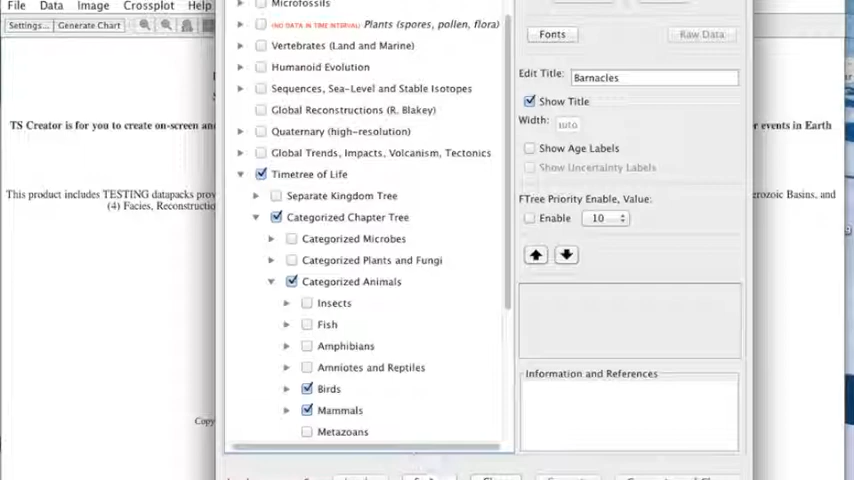 File Data Image Crossplot Help
Microfossils
Settings... Generate Chart
(NO DATA IN TIME INTERVAL) Plants (spores, pollen, flora)
Fonts
Raw Data
Vertebrates (Land and Marine)
Humanoid Evolution
Edit Title: Barnacles
Sequences, Sea-Level and Stable Isotopes
Show Title
Global Reconstructions (R. Blakey)
Width: auto
TS Creator is for you to create on-screen and
Quaternary (high-resolution)
er events in Earth
Show Age Labels
Global Trends, Impacts, Volcanism, Tectonics
Show Uncertainty Labels
Timetree of Life
This product includes TESTING datapacks
Separate Kingdom Tree
FTree Priority Enable, Value:
erozoic Basins, and
(4) Facies,
Categorized Chapter Tree
Enable 10
Categorized Microbes
Categorized Plants and Fungi
Categorized Animals
Insects
Fish
Amphibians
Amniotes and Reptiles
Information and References
Birds
Mammals
Metazoans